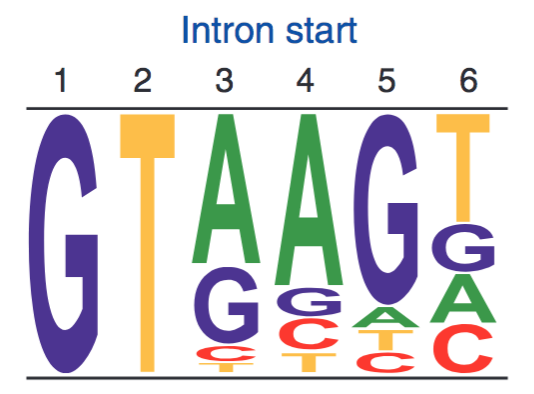 Intron start
1 2 3 4 5 6
G T A A G T
G G A G
C C T A
T T C C